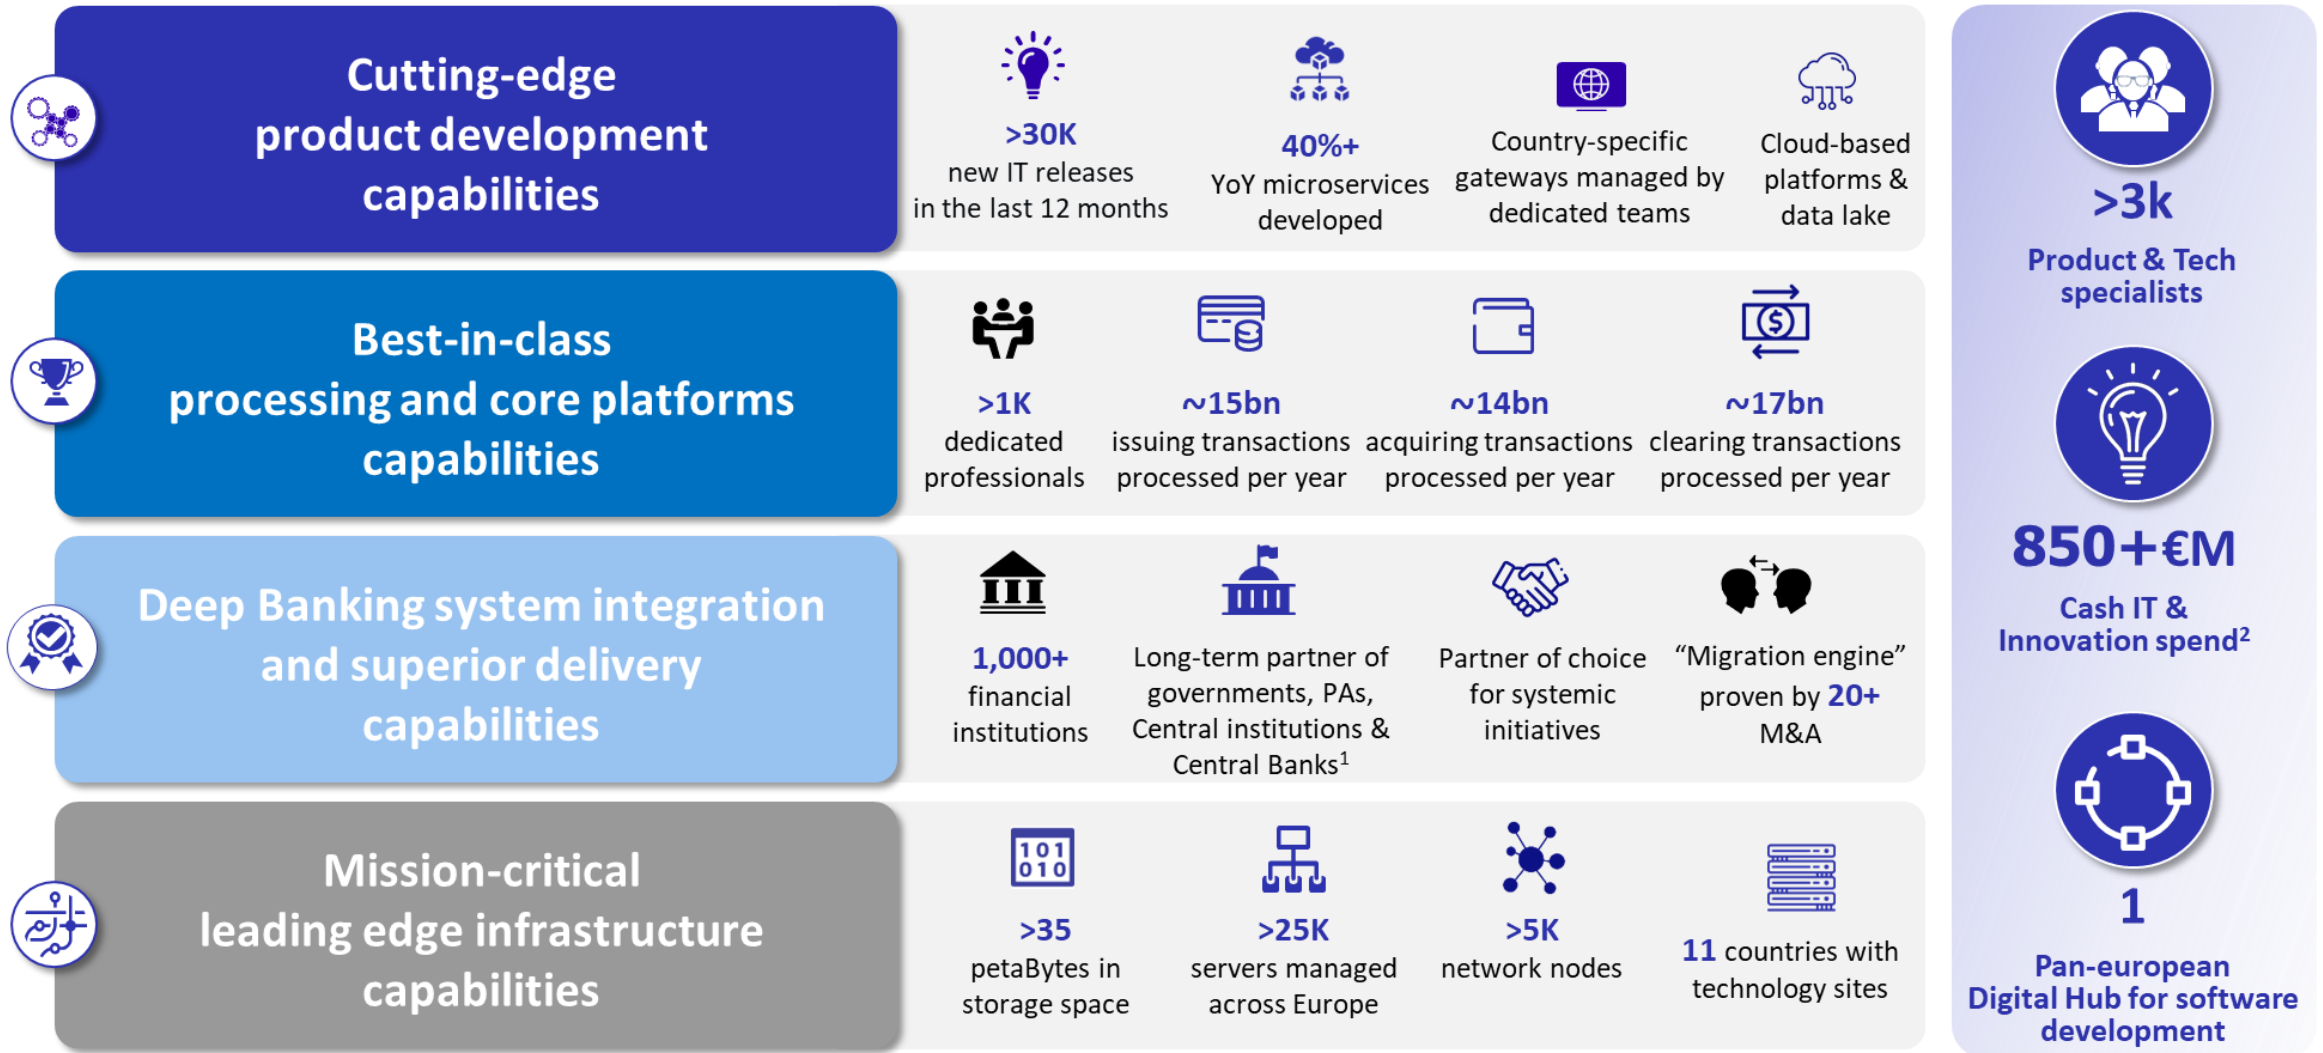 Cutting-edge
product development
capabilities
>30K
new IT releases
in the last 12 months
40%+
YoY microservices
developed
Country-specific
gateways managed by
dedicated teams
Cloud-based
platforms &
data lake
Best-in-class
processing and core platforms
capabilities
>1K
dedicated
professionals
~15bn
issuing transactions
processed per year
~14bn
acquiring transactions
processed per year
~17bn
clearing transactions
processed per year
Deep Banking system integration
and superior delivery
capabilities
1,000+
financial
institutions
Long-term partner of
governments, PAs,
Central institutions &
Central Banks¹
Partner of choice
for systemic
initiatives
“Migration engine”
proven by 20+
M&A
Mission-critical
leading edge infrastructure
capabilities
101
010
>35
petaBytes in
storage space
>25K
servers managed
across Europe
>5K
network nodes
11 countries with
technology sites
>3k
Product & Tech
specialists
850+€M
Cash IT &
Innovation spend²
1
Pan-european
Digital Hub for software
development